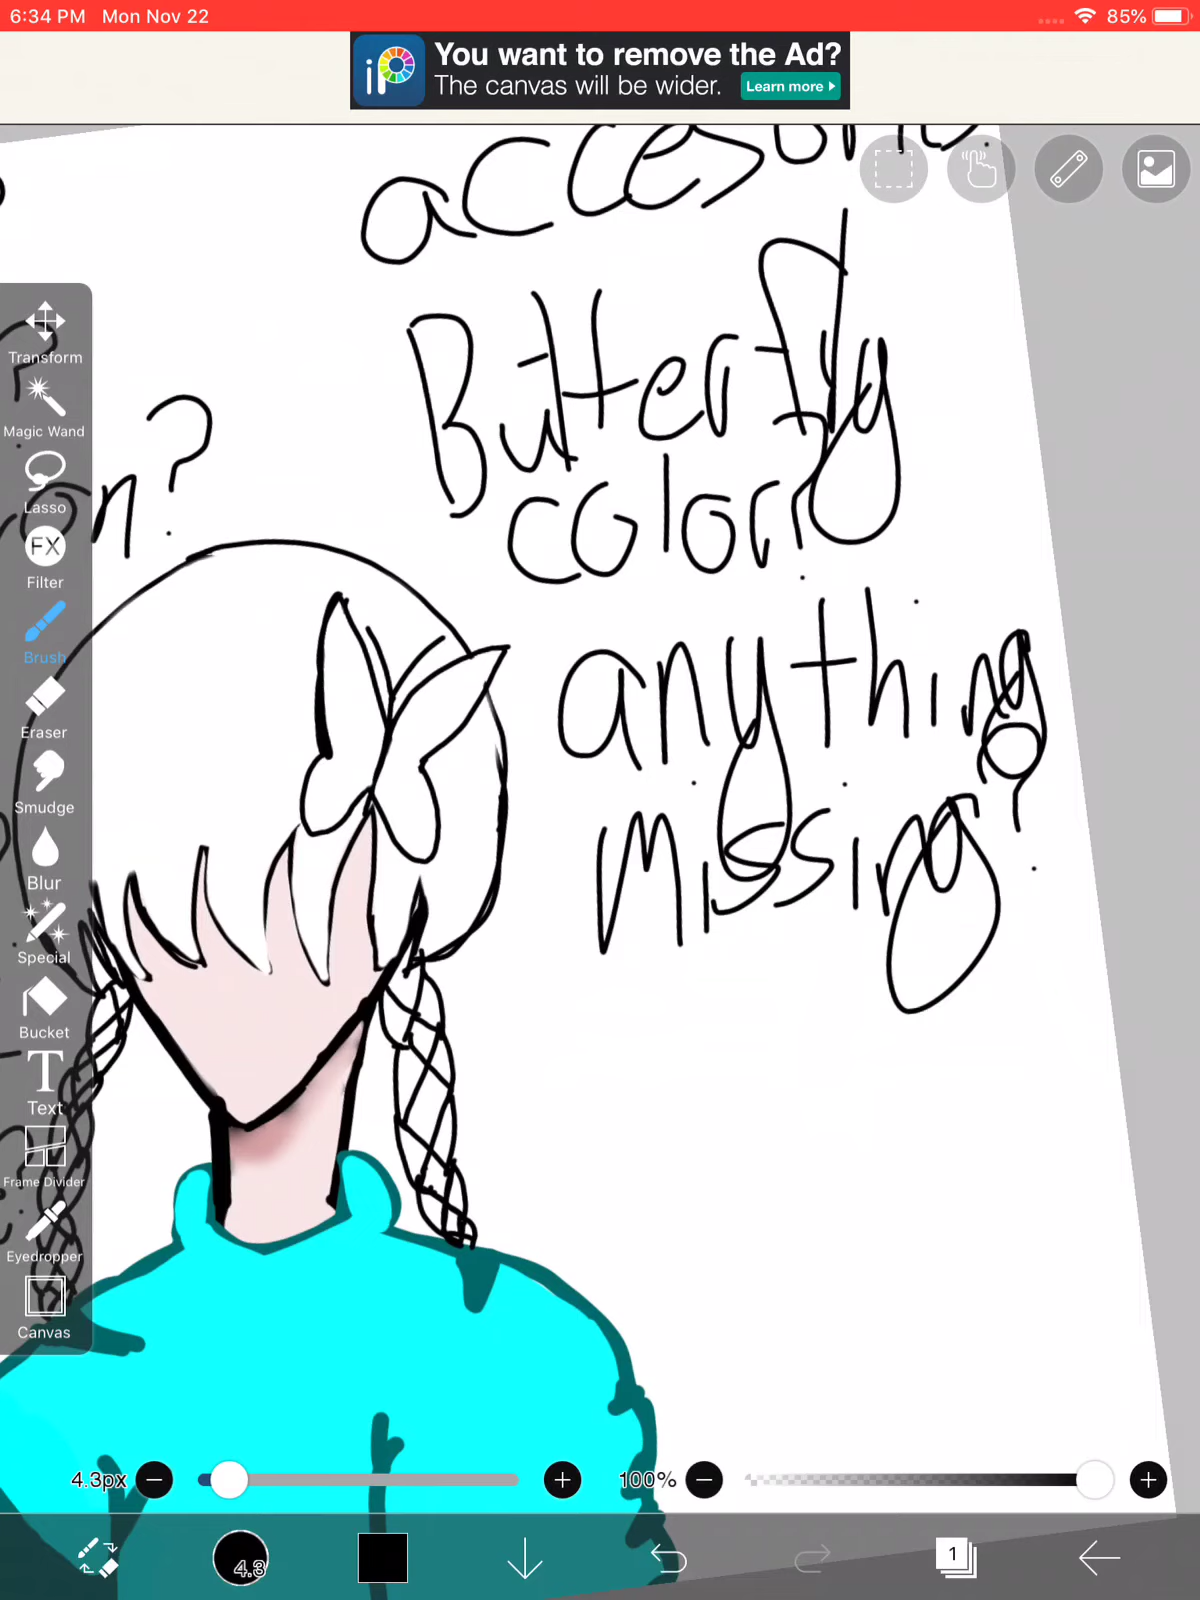 6:34 PM Mon Nov 22
85%
iP
You want to remove the Ad?
The canvas will be wider.
Learn more
Butterfly
color?
n?
anything
missing?
Transform
Magic Wand
Lasso
FX
Filter
Brush
Eraser
Smudge
Blur
Special
Bucket
T
Text
Frame Divider
Eyedropper
Canvas
4.3px
100%
4.3
1